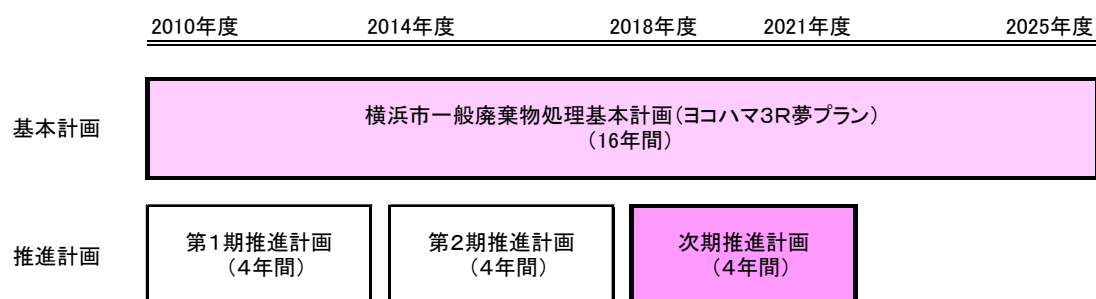 2010年度 2014年度 2018年度 2021年度 2025年度
基本計画
横浜市一般廃棄物処理基本計画(ヨコハマ3R夢プラン)
(16年間)
推進計画
第1期推進計画
(4年間)
第2期推進計画
(4年間)
次期推進計画
(4年間)